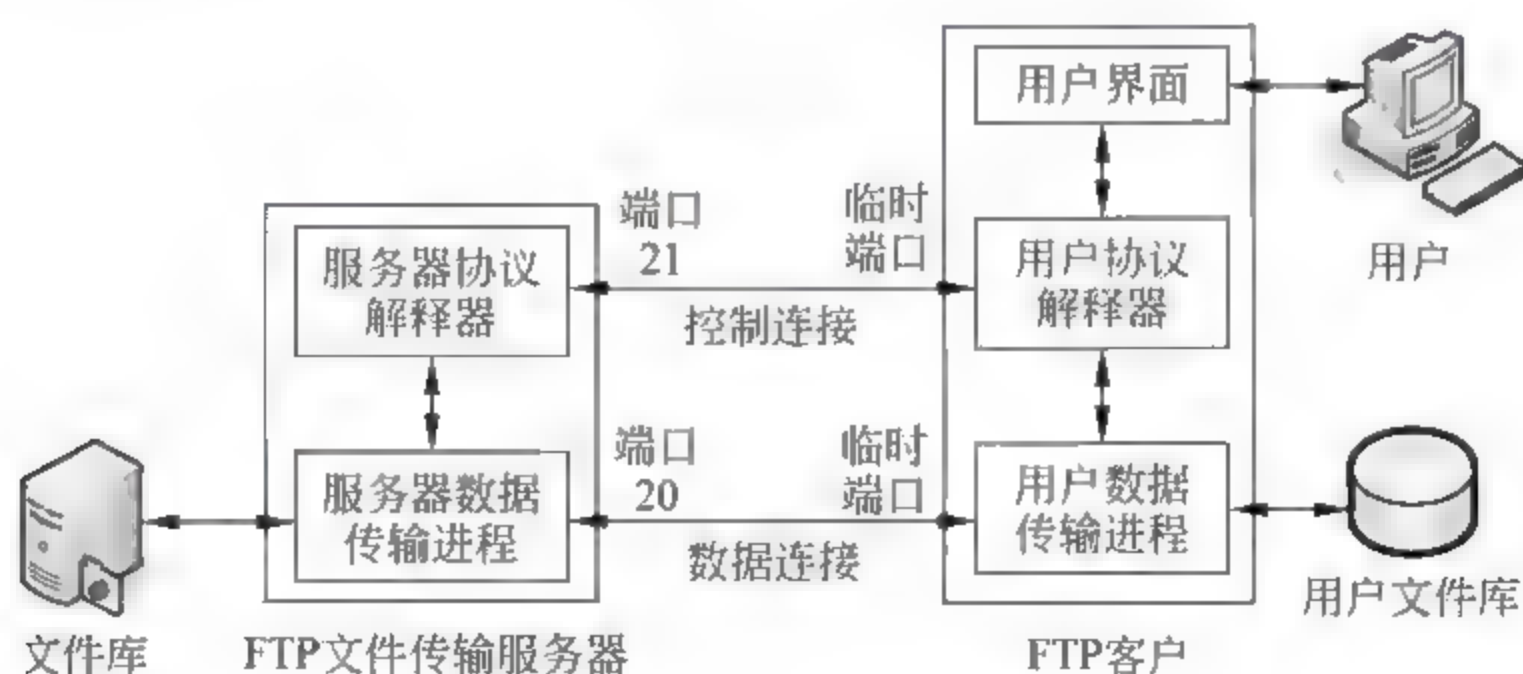 用户界面
端口
21
临时
端口
服务器协议
解释器
用户协议
解释器
用户
控制连接
端口
20
临时
端口
服务器数据
传输进程
用户数据
传输进程
数据连接
用户文件库
文件库
FTP文件传输服务器
FTP客户